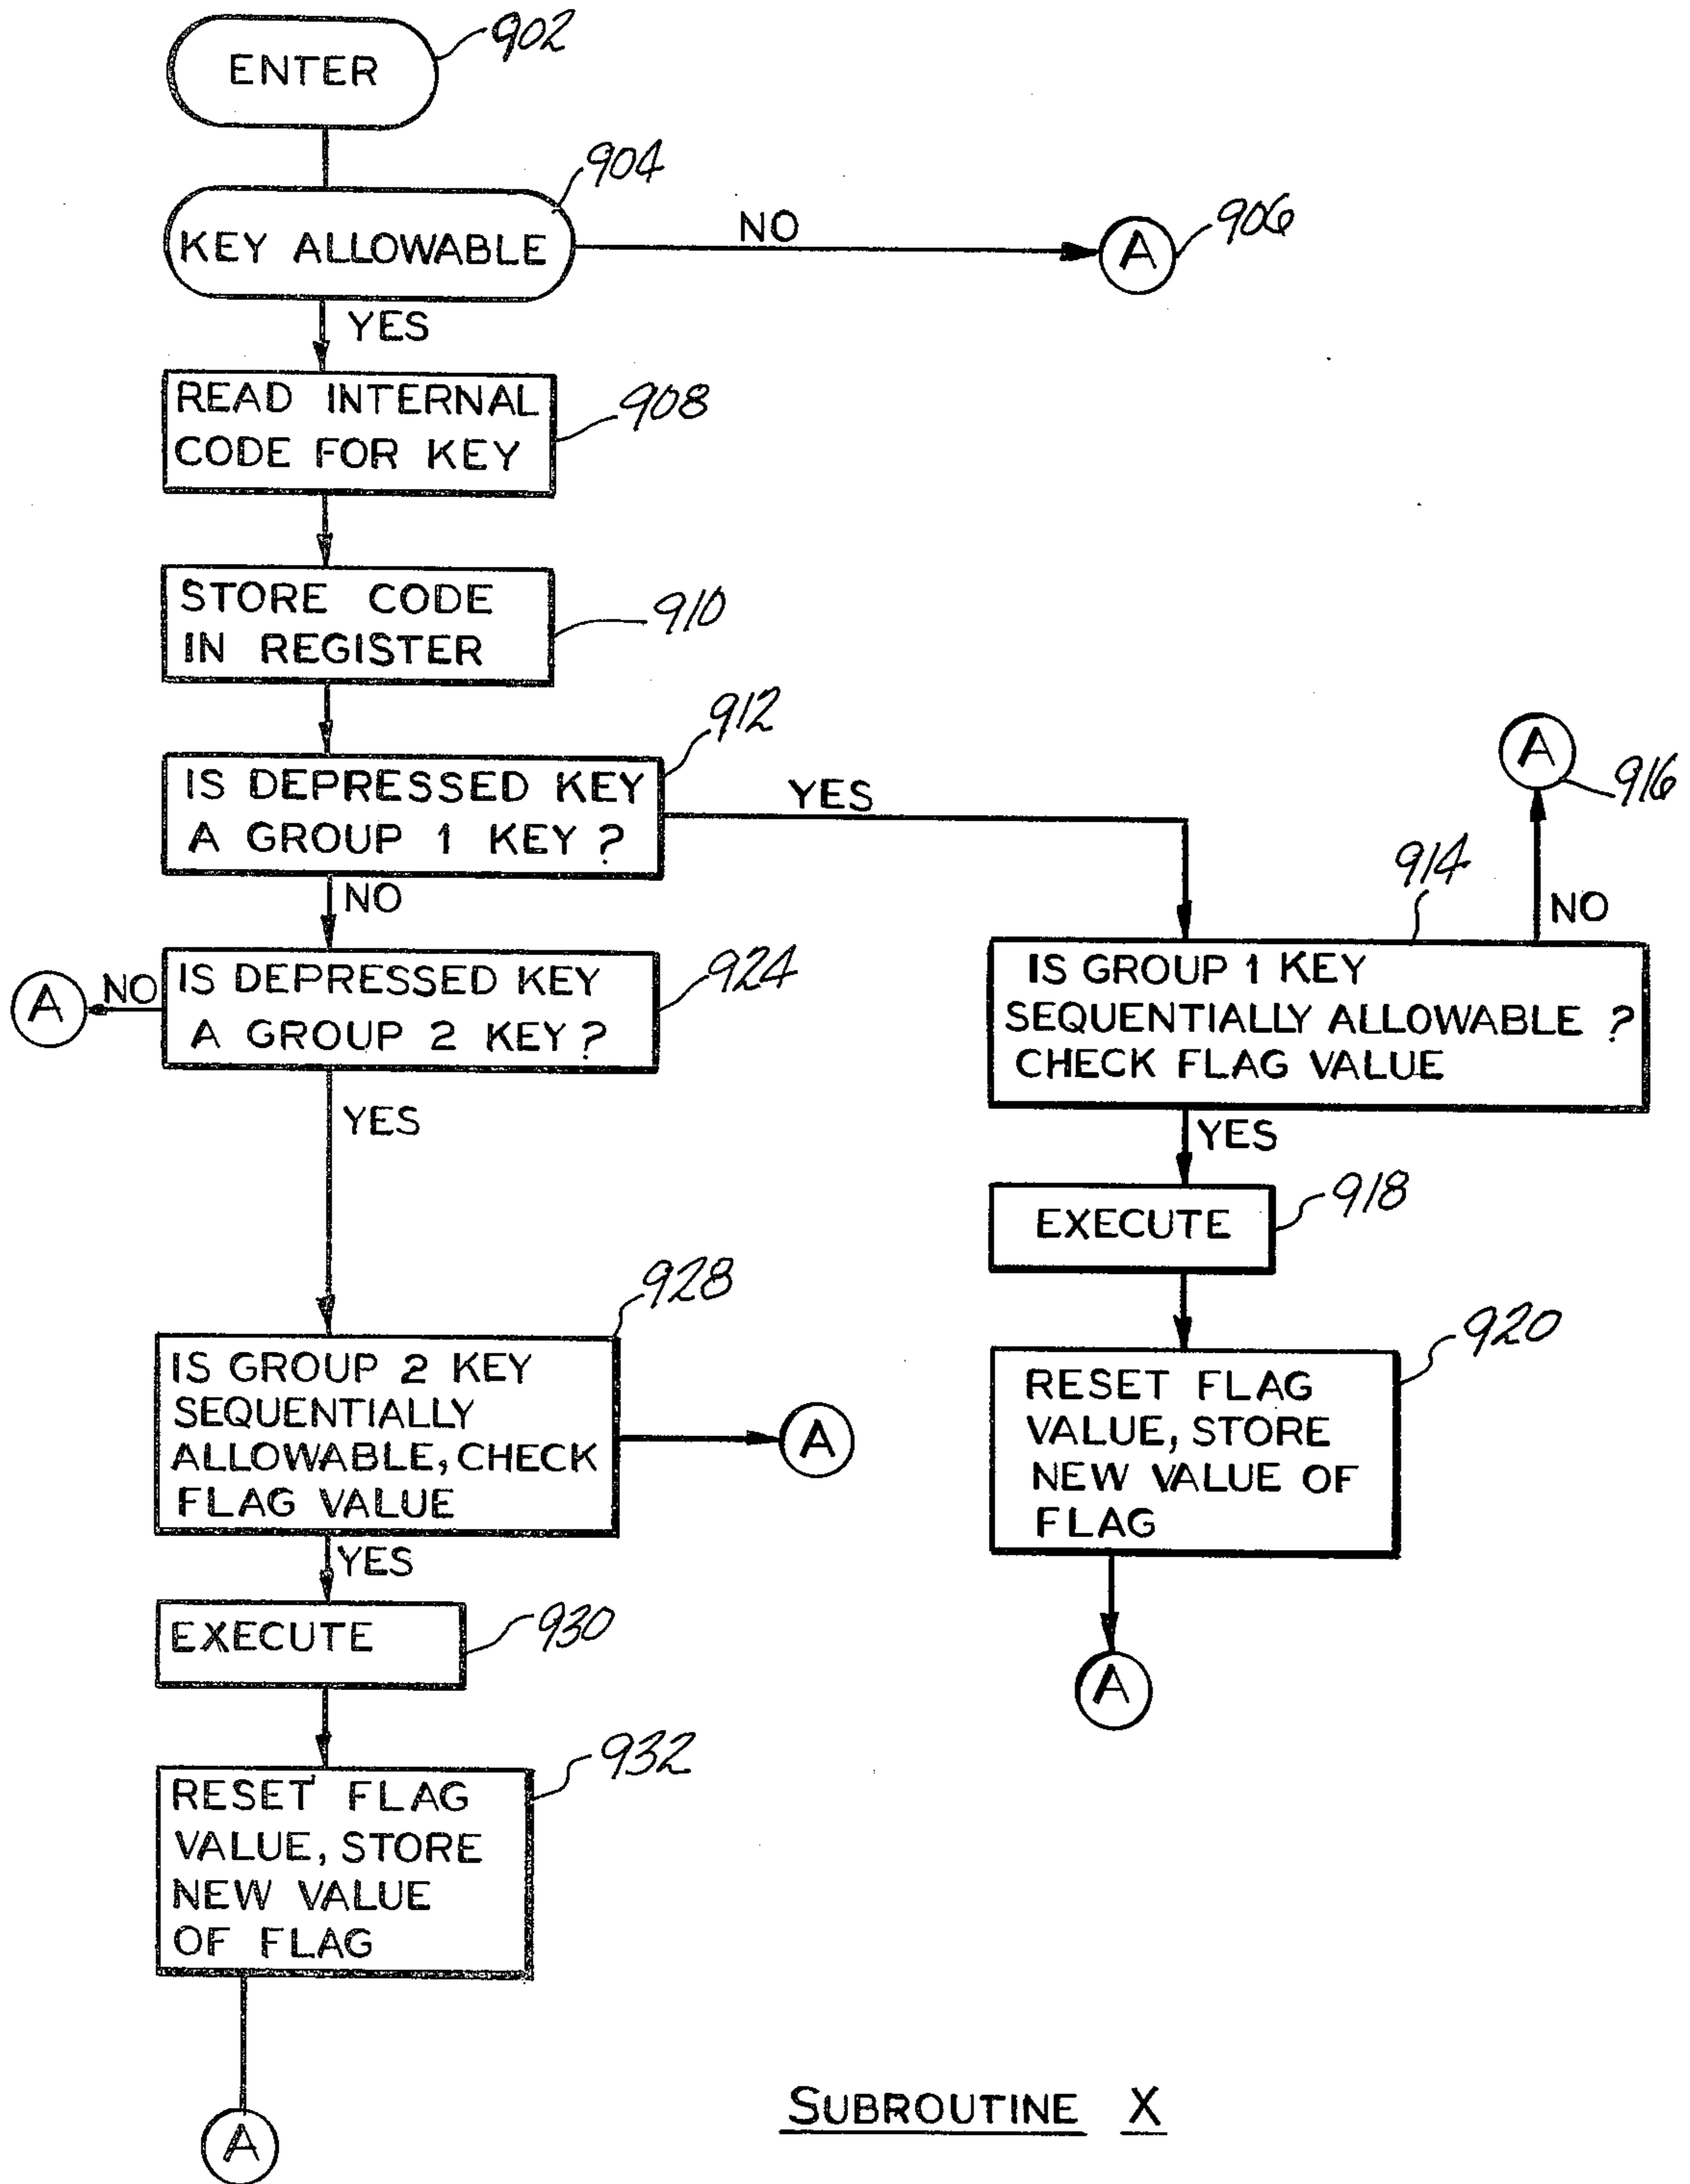 ENTER
902
KEY ALLOWABLE
904
NO
A
906
YES
READ INTERNAL
CODE FOR KEY
908
STORE CODE
IN REGISTER
910
IS DEPRESSED KEY
A GROUP 1 KEY ?
912
YES
NO
A
916
NO
914
IS GROUP 1 KEY
SEQUENTIALLY ALLOWABLE ?
CHECK FLAG VALUE
A
NO
IS DEPRESSED KEY
A GROUP 2 KEY ?
924
YES
YES
EXECUTE
918
RESET FLAG
VALUE, STORE
NEW VALUE OF
FLAG
920
A
IS GROUP 2 KEY
SEQUENTIALLY
ALLOWABLE, CHECK
FLAG VALUE
928
A
YES
EXECUTE
930
RESET FLAG
VALUE, STORE
NEW VALUE
OF FLAG
932
A
SUBROUTINE X